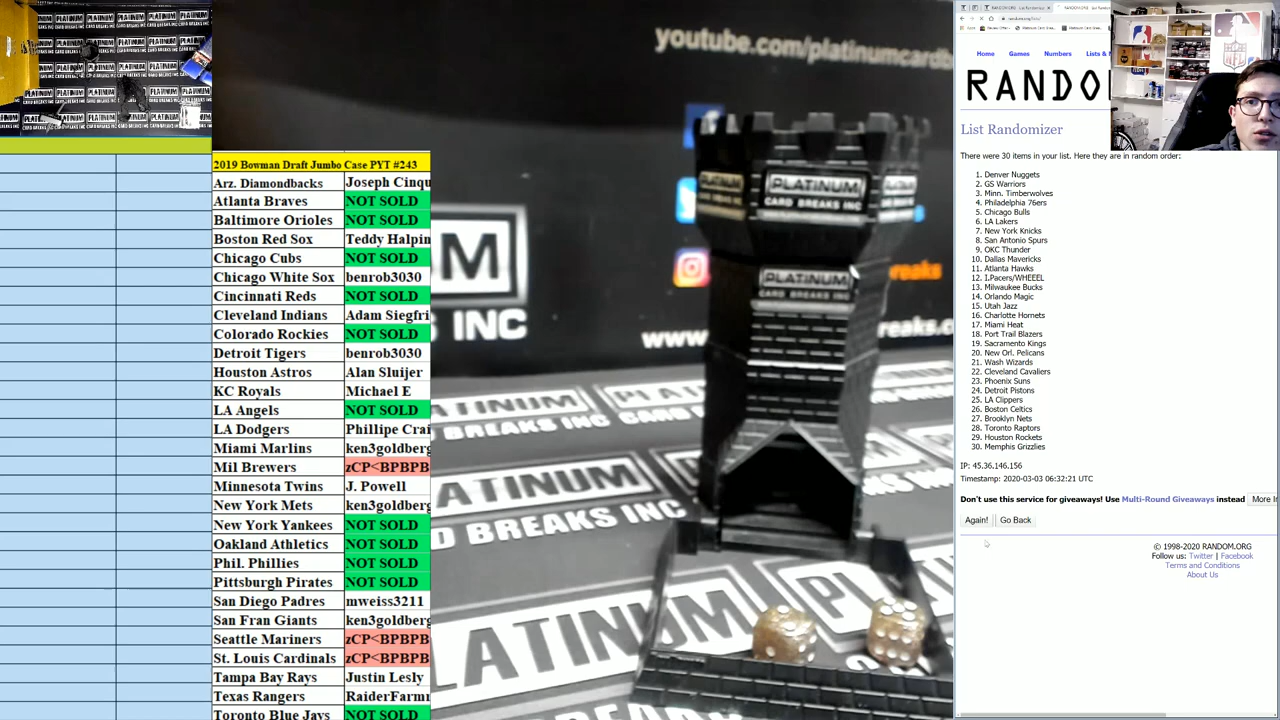 2019 Bowman Draft Jumbo Case PYT #243
Arz. Diamondbacks Joseph Cinqu
Atlanta Braves NOT SOLD
Baltimore Orioles NOT SOLD
Boston Red Sox Teddy Halpin
Chicago Cubs NOT SOLD
Chicago White S benrob3030
Cincinnati Reds NOT SOLD
Cleveland Indians Adam Siegfri
Colorado Rockies NOT SOLD
Detroit Tigers benrob3030
Houston Astros Alan Sluijer
KC Royals Michael E
LA Angels NOT SOLD
LA Dodgers Phillipe Crai
Miami Marlins ken3goldberg
Mil Brewers zCP<BPBPB
Minnesota Twins J. Powell
New York Mets ken3goldberg
New York Yankees NOT SOLD
Oakland Athletics NOT SOLD
Phil. Phillies NOT SOLD
Pittsburgh Pirates NOT SOLD
San Diego Padres mweiss3211
San Fran Giants ken3goldberg
Seattle Mariners zCP<BPBPB
St. Louis Cardinals zCP<BPBPB
Tampa Bay Rays Justin Lesly
Texas Rangers RaiderFarm
Toronto Blue Jays NOT SOLD
youtube.com/platinumcardb
PLATINUM
CARD BREAKS INC
PLATINUM
CARD BREAKS INC
Home Games Numbers Lists &
RANDO
List Randomizer
There were 30 items in your list. Here they are in random order:
1. Denver Nuggets
2. GS Warriors
3. Minn. Timberwolves
4. Philadelphia 76ers
5. Chicago Bulls
6. LA Lakers
7. New York Knicks
8. San Antonio Spurs
9. OKC Thunder
10. Dallas Mavericks
11. Atlanta Hawks
12. I.Pacers/WHEEEL
13. Milwaukee Bucks
14. Orlando Magic
15. Utah Jazz
16. Charlotte Hornets
17. Miami Heat
18. Port Trail Blazers
19. Sacramento Kings
20. New Orl. Pelicans
21. Wash Wizards
22. Cleveland Cavaliers
23. Phoenix Suns
24. Detroit Pistons
25. LA Clippers
26. Boston Celtics
27. Brooklyn Nets
28. Toronto Raptors
29. Houston Rockets
30. Memphis Grizzlies
IP: 45.36.146.156
Timestamp: 2020-03-03 06:32:21 UTC
Don't use this service for giveaways! Use Multi-Round Giveaways instead More I
Again! Go Back
© 1998-2020 RANDOM.ORG
Follow us: Twitter | Facebook
Terms and Conditions
About Us